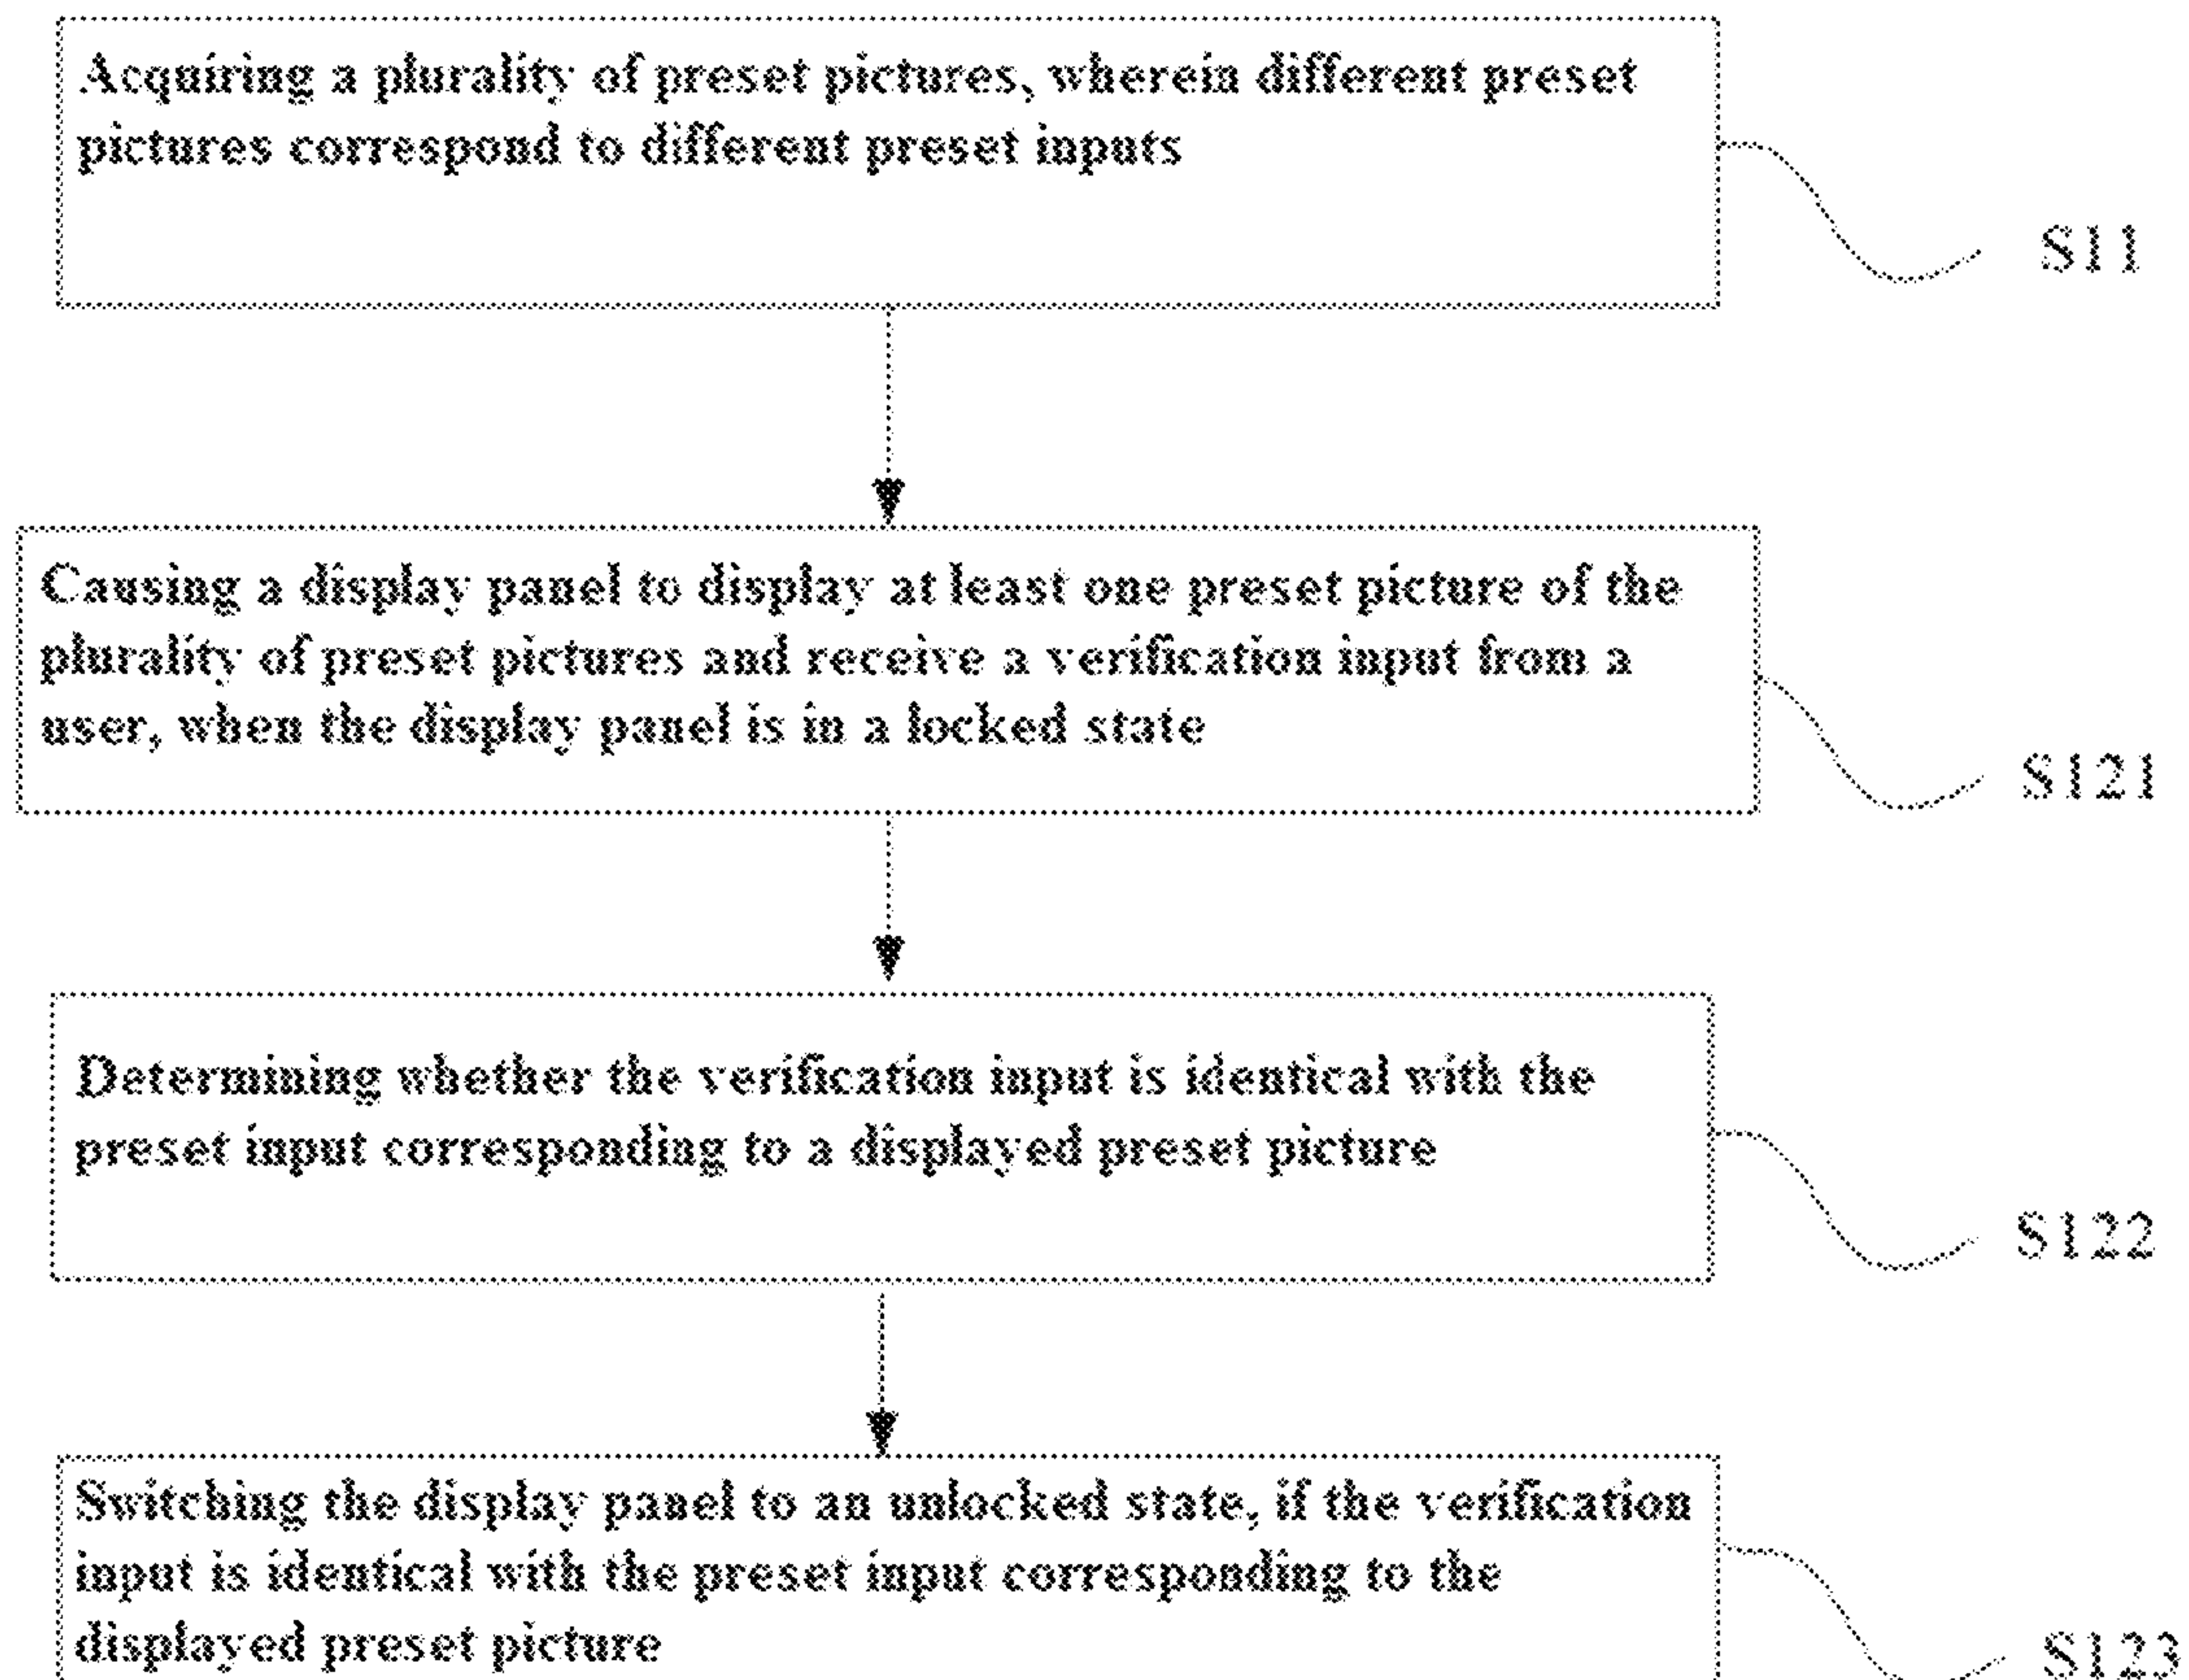 Acquiring a plurality of preset pictures, wherein different preset
pictures correspond to different preset inputs
S11
Causing a display panel to display at least one preset picture of the
plurality of preset pictures and receive a verification input from a
user, when the display panel is in a locked state
S121
Determining whether the verification input is identical with the
preset input corresponding to a displayed preset picture
S122
Switching the display panel to an unlocked state, if the verification
input is identical with the preset input corresponding to the
displayed preset picture
S123